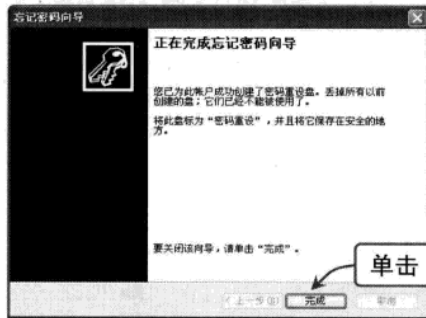 忘记密码向导
正在完成忘记密码向导
您已为此帐户成功创建了密码重设盘。丢掉所有以前
创建的盘；它们已经不能被使用了。
将此盘标为“密码重设”，并且将它保存在安全的地
方。
要关闭该向导，请单击“完成”。
单击
< 上一步(B) 完成 取消